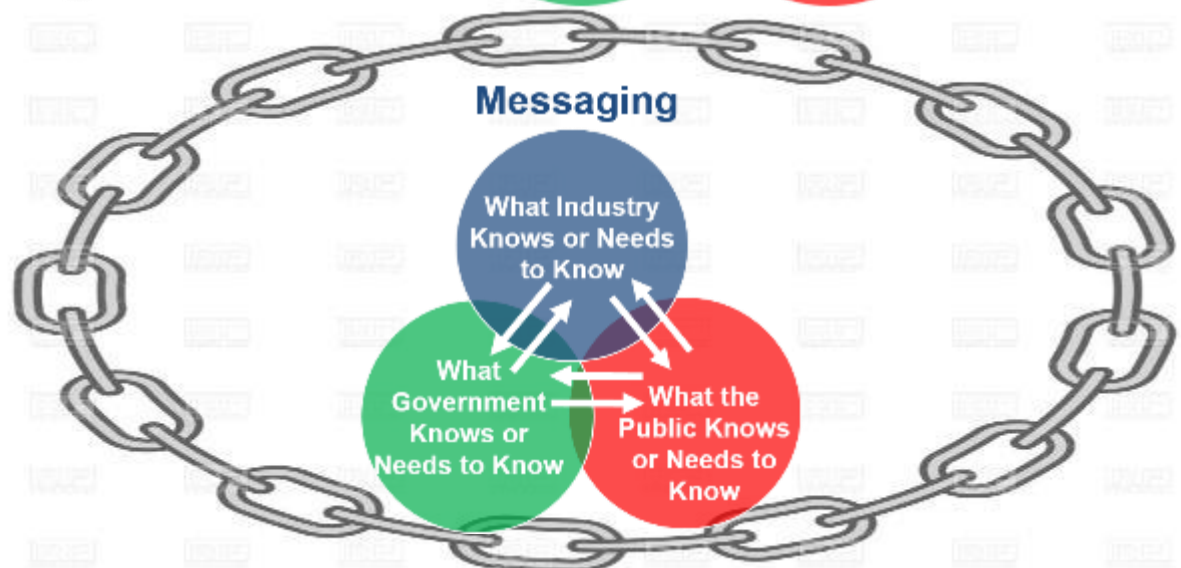 Messaging
What Industry
Knows or Needs
to Know
What
Government
Knows or
Needs to Know
What the
Public Knows
or Needs to
Know